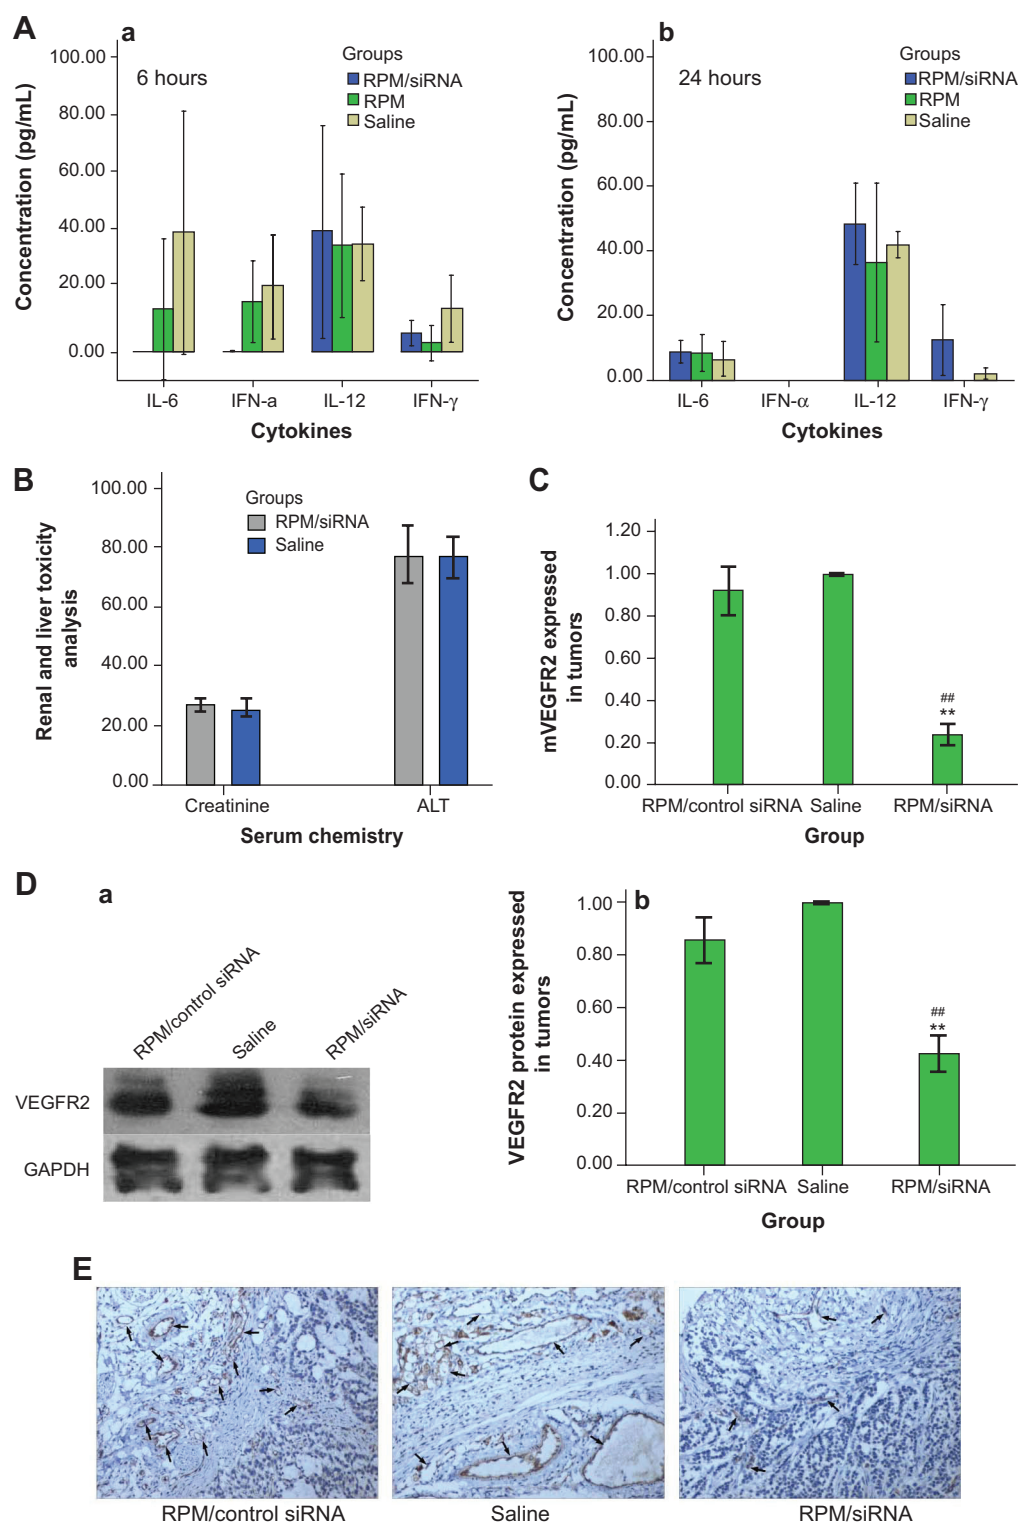 A
a
100.00
80.00
60.00
40.00
20.00
0.00
Concentration (pg/mL)
6 hours
Groups
RPM/siRNA
RPM
Saline
IL-6 IFN-a IL-12 IFN-γ
Cytokines
b
100.00
80.00
60.00
40.00
20.00
0.00
Concentration (pg/mL)
24 hours
Groups
RPM/siRNA
RPM
Saline
IL-6 IFN-α IL-12 IFN-γ
Cytokines
B
100.00
80.00
60.00
40.00
20.00
0.00
Renal and liver toxicity
analysis
Groups
RPM/siRNA
Saline
Creatinine ALT
Serum chemistry
C
1.20
1.00
0.80
0.60
0.40
0.20
0.00
mVEGFR2 expressed
in tumors
##
**
RPM/control siRNA Saline RPM/siRNA
Group
D
a
RPM/control siRNA
Saline
RPM/siRNA
VEGFR2
GAPDH
b
1.00
0.80
0.60
0.40
0.20
0.00
VEGFR2 protein expressed
in tumors
##
**
RPM/control siRNA Saline RPM/siRNA
Group
E
RPM/control siRNA Saline RPM/siRNA